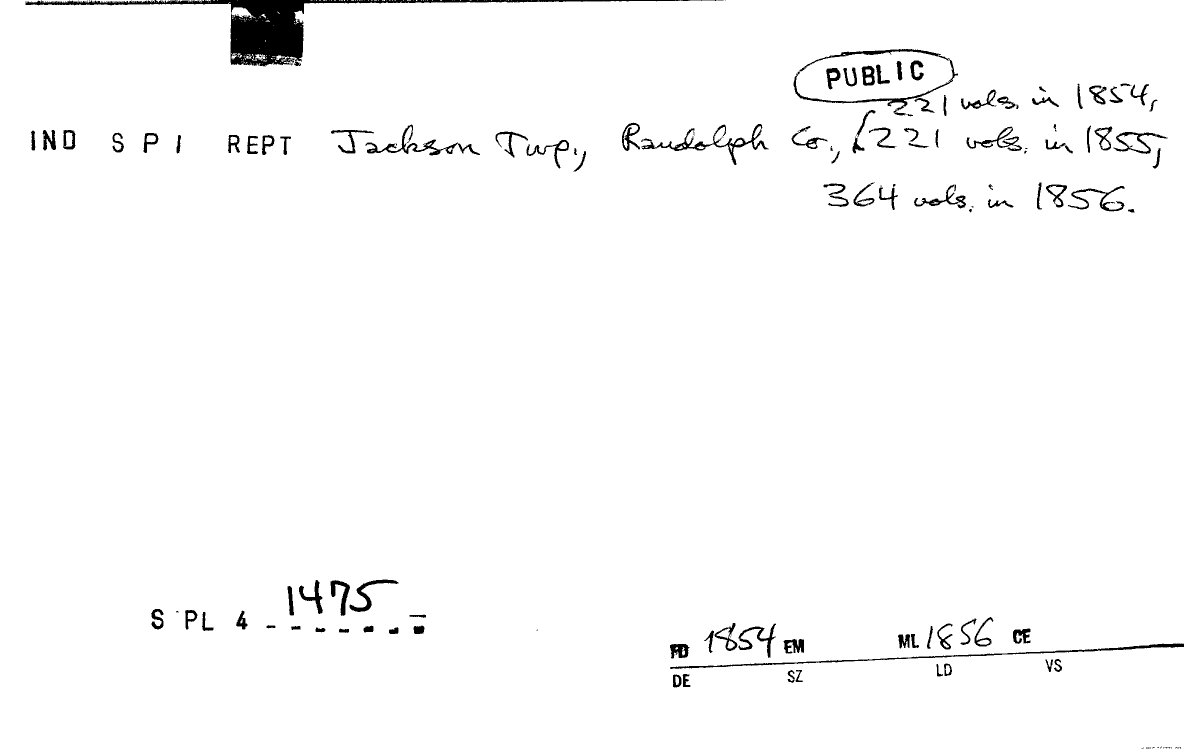 PUBLIC
221 vols. in 1854,
IND S P I REPT Jackson Twp., Randolph Co., 221 vols. in 1855,
364 vols. in 1856.
S PL 4 - 1475
FD 1854 EM ML 1856 CE
DE SZ LD VS